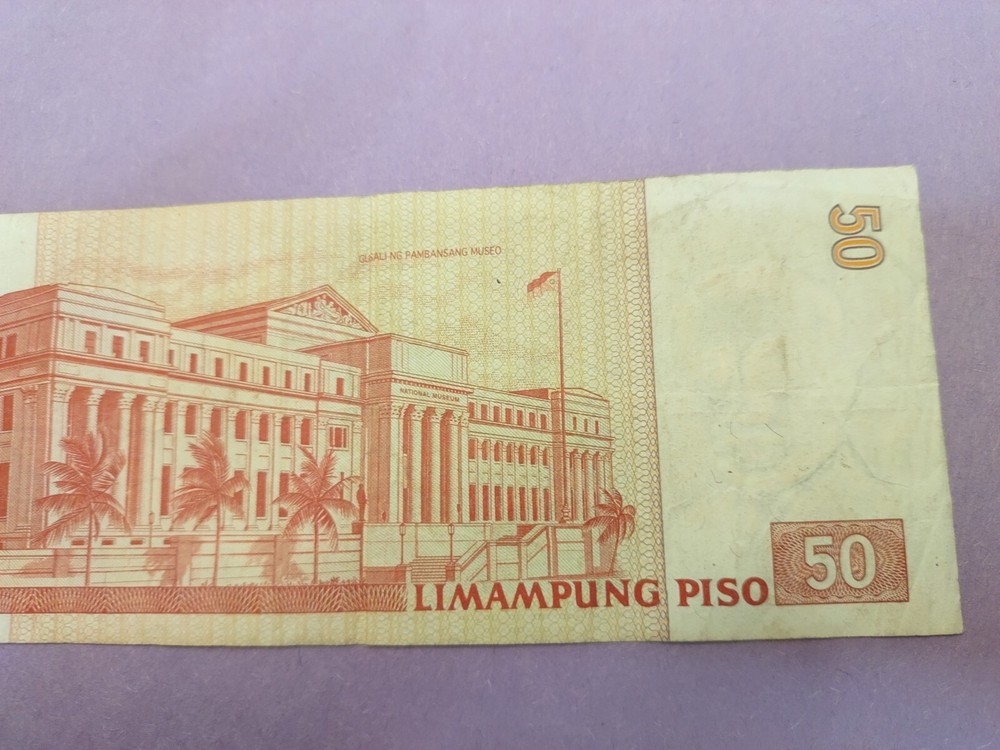 50
GUSALI NG PAMBANSANG MUSEO
NATIONAL MUSEUM
LIMAMPUNG PISO
50